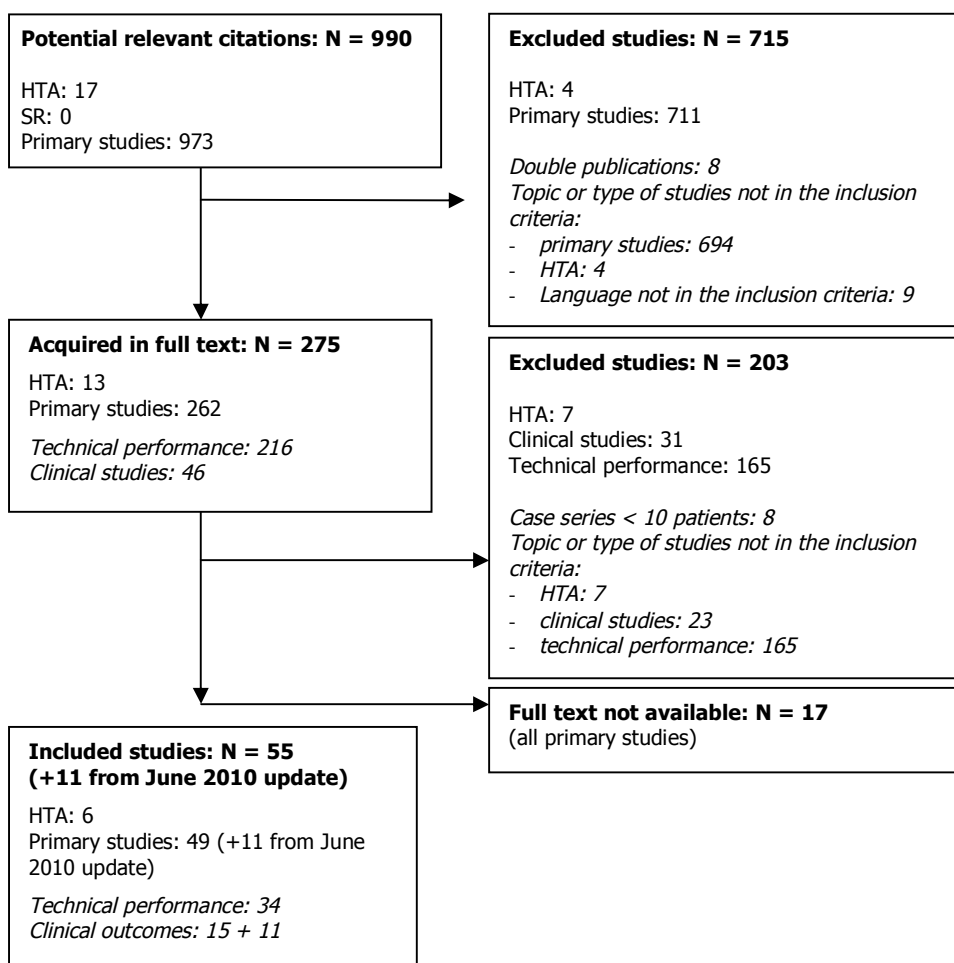 Potential relevant citations: N = 990
HTA: 17
SR: 0
Primary studies: 973
Excluded studies: N = 715
HTA: 4
Primary studies: 711
Double publications: 8
Topic or type of studies not in the inclusion
criteria:
- primary studies: 694
- HTA: 4
- Language not in the inclusion criteria: 9
Acquired in full text: N = 275
HTA: 13
Primary studies: 262
Technical performance: 216
Clinical studies: 46
Excluded studies: N = 203
HTA: 7
Clinical studies: 31
Technical performance: 165
Case series < 10 patients: 8
Topic or type of studies not in the inclusion
criteria:
- HTA: 7
- clinical studies: 23
- technical performance: 165
Full text not available: N = 17
(all primary studies)
Included studies: N = 55
(+11 from June 2010 update)
HTA: 6
Primary studies: 49 (+11 from June
2010 update)
Technical performance: 34
Clinical outcomes: 15 + 11